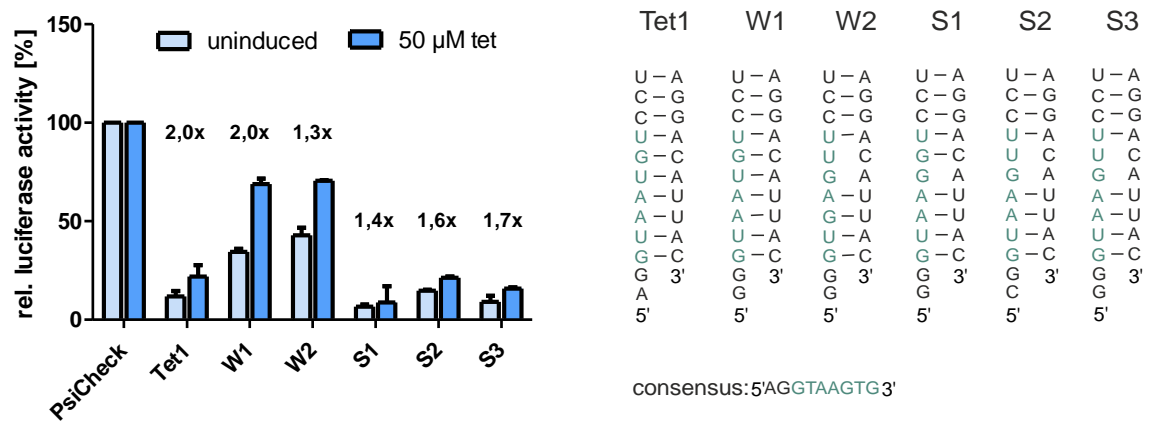 150
100
50
0
rel. luciferase activity [%]
uninduced
50 µM tet
2,0x
2,0x
1,3x
1,4x
1,6x
1,7x
PsiCheck
Tet1
W1
W2
S1
S2
S3
Tet1 W1 W2 S1 S2 S3
U–A U–A U–A U–A U–A U–A
C–G C–G C–G C–G C–G C–G
C–G C–G C–G C–G C–G C–G
U–A U–A U–A U–A U–A U–A
G–C G–C U C G–C U C U C
U–A U–A G A G A G A G A
A–U A–U A–U A–U A–U A–U
A–U A–U G–U A–U A–U A–U
U–A U–A U–A U–A U–A U–A
G–C G–C G–C G–C G–C G–C
G 3' G 3' G 3' G 3' G 3' G 3'
A G G G C G
5' 5' 5' 5' 5' 5'
consensus:5'AGGTAAGTG3'